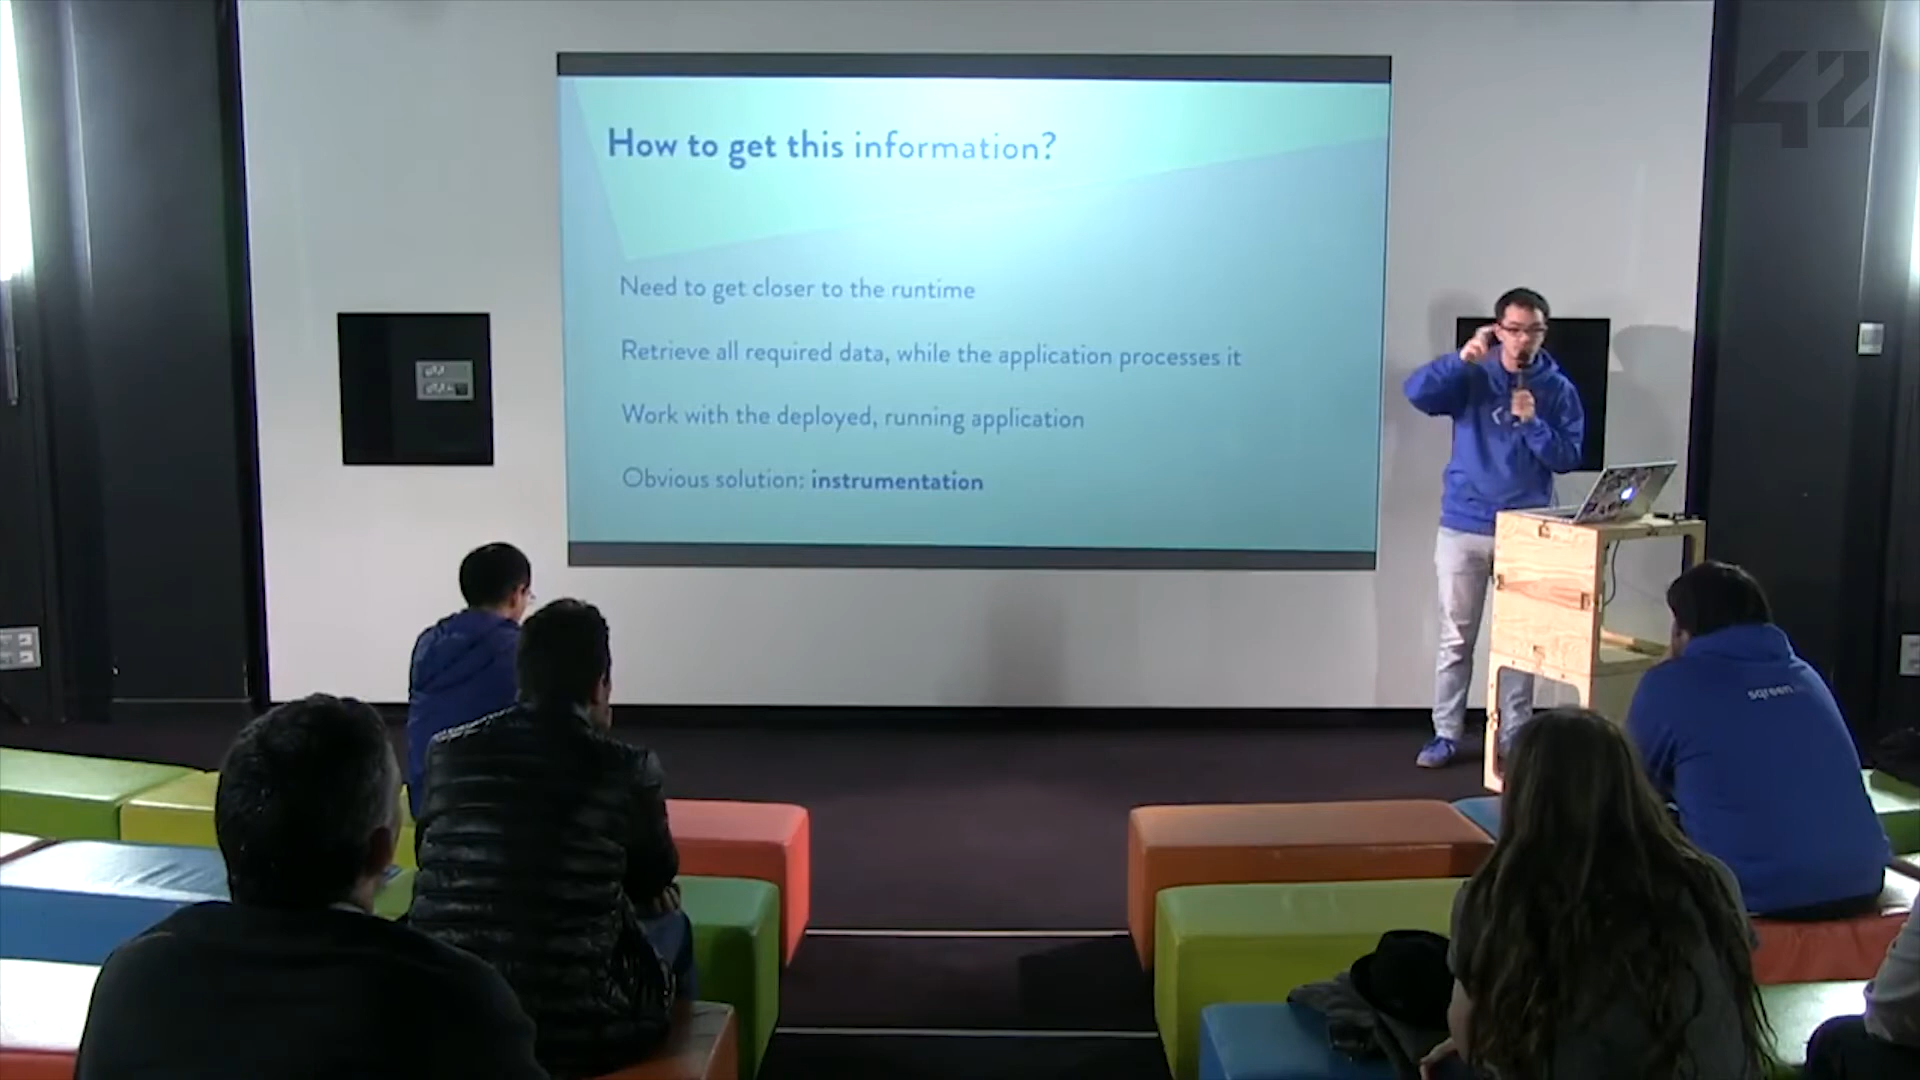 42
How to get this information?
Need to get closer to the runtime
Retrieve all required data, while the application processes it
Work with the deployed, running application
Obvious solution: instrumentation
sqreen